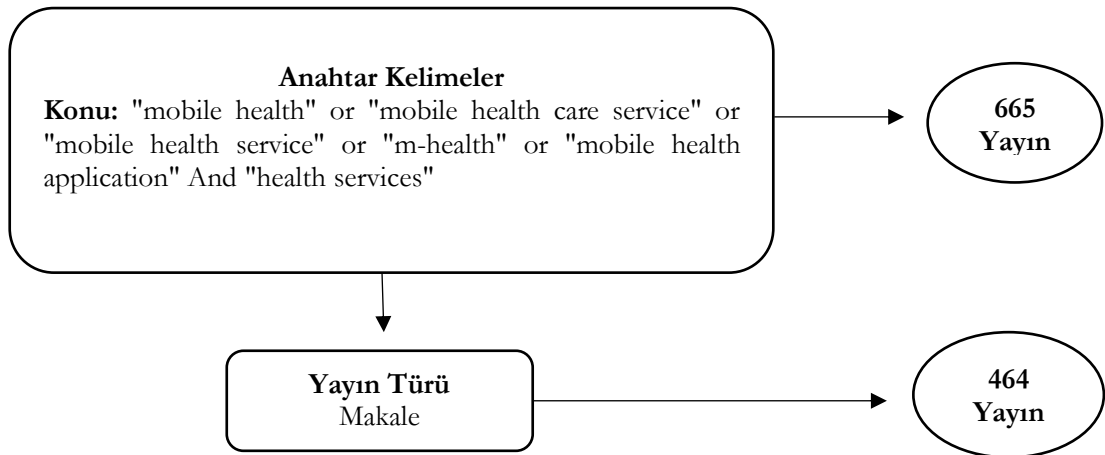 Anahtar Kelimeler
Konu: "mobile health" or "mobile health care service" or
"mobile health service" or "m-health" or "mobile health
application" And "health services"
665
Yayın
Yayın Türü
Makale
464
Yayın